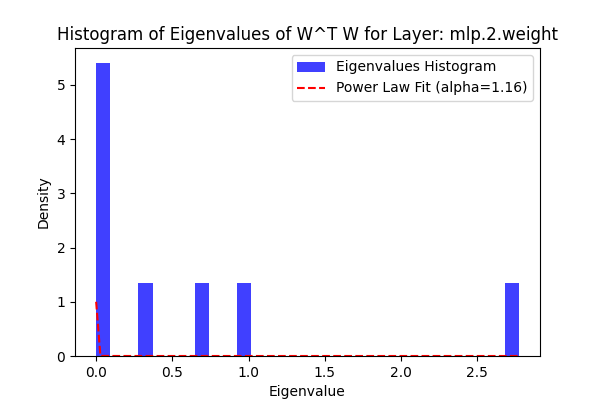 Histogram of Eigenvalues of W^T W for Layer: mlp.2.weight
Eigenvalues Histogram
Power Law Fit (alpha=1.16)
Density
5
4
3
2
1
0
0.0 0.5 1.0 1.5 2.0 2.5
Eigenvalue